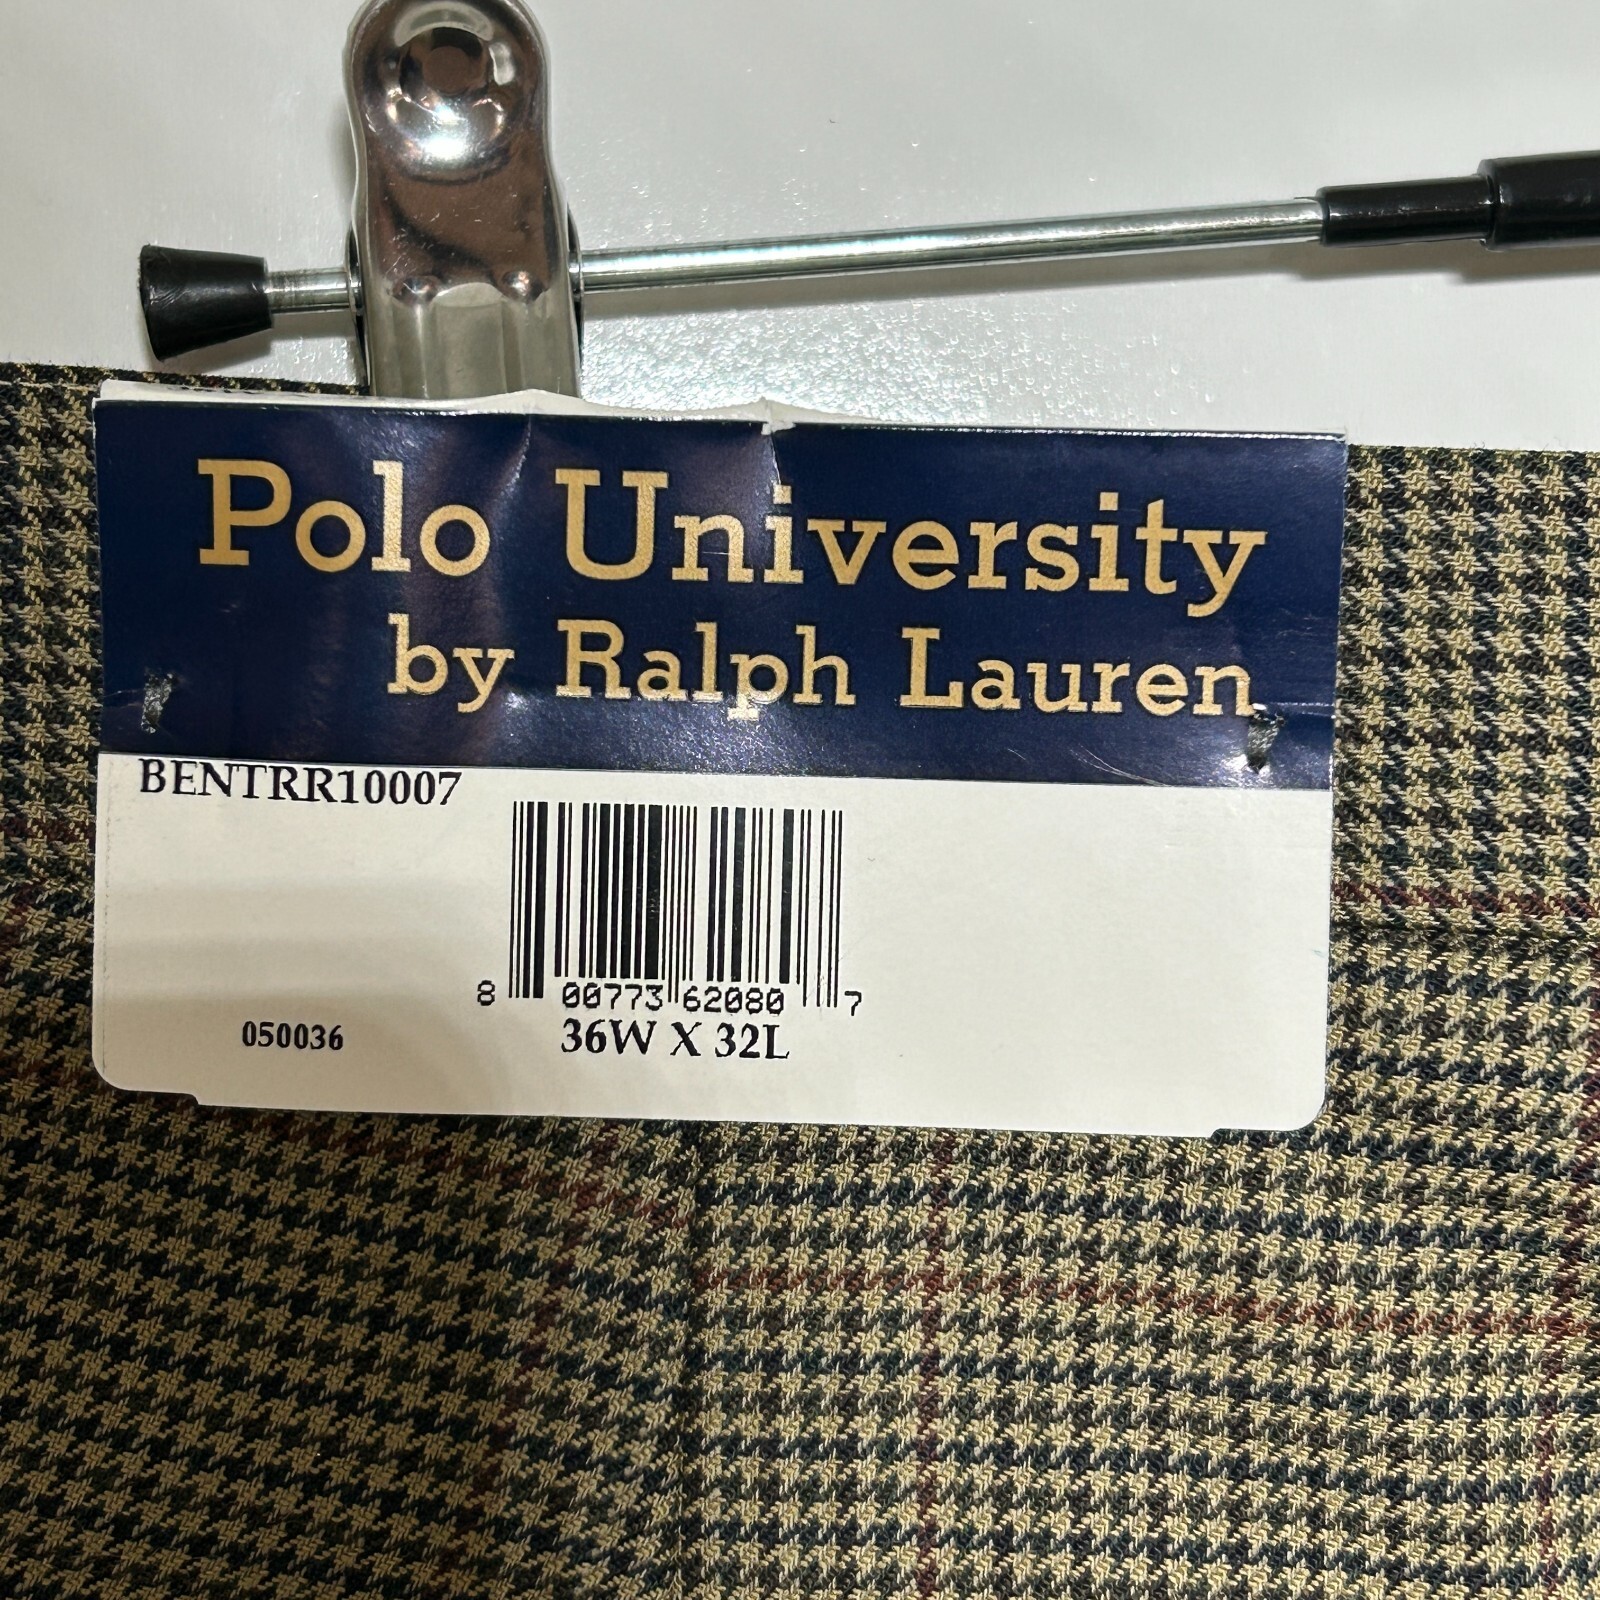 Polo University
by Ralph Lauren
BENTRR10007
8 00773 62080 7
050036
36W X 32L